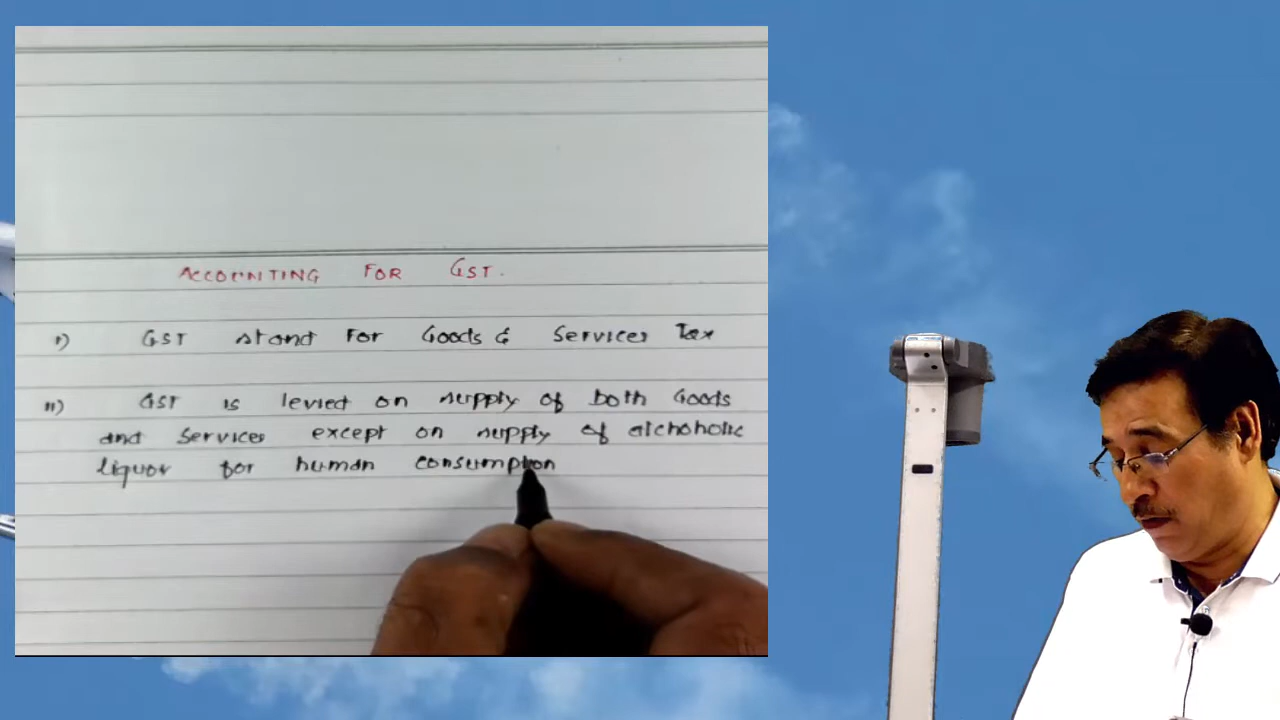 ACCOUNTING FOR GST.
i) GST stand For Goods & Services Tax
ii) GST is levied on supply of both Goods
and Services except on supply of alchoholic
liquor for human consumption